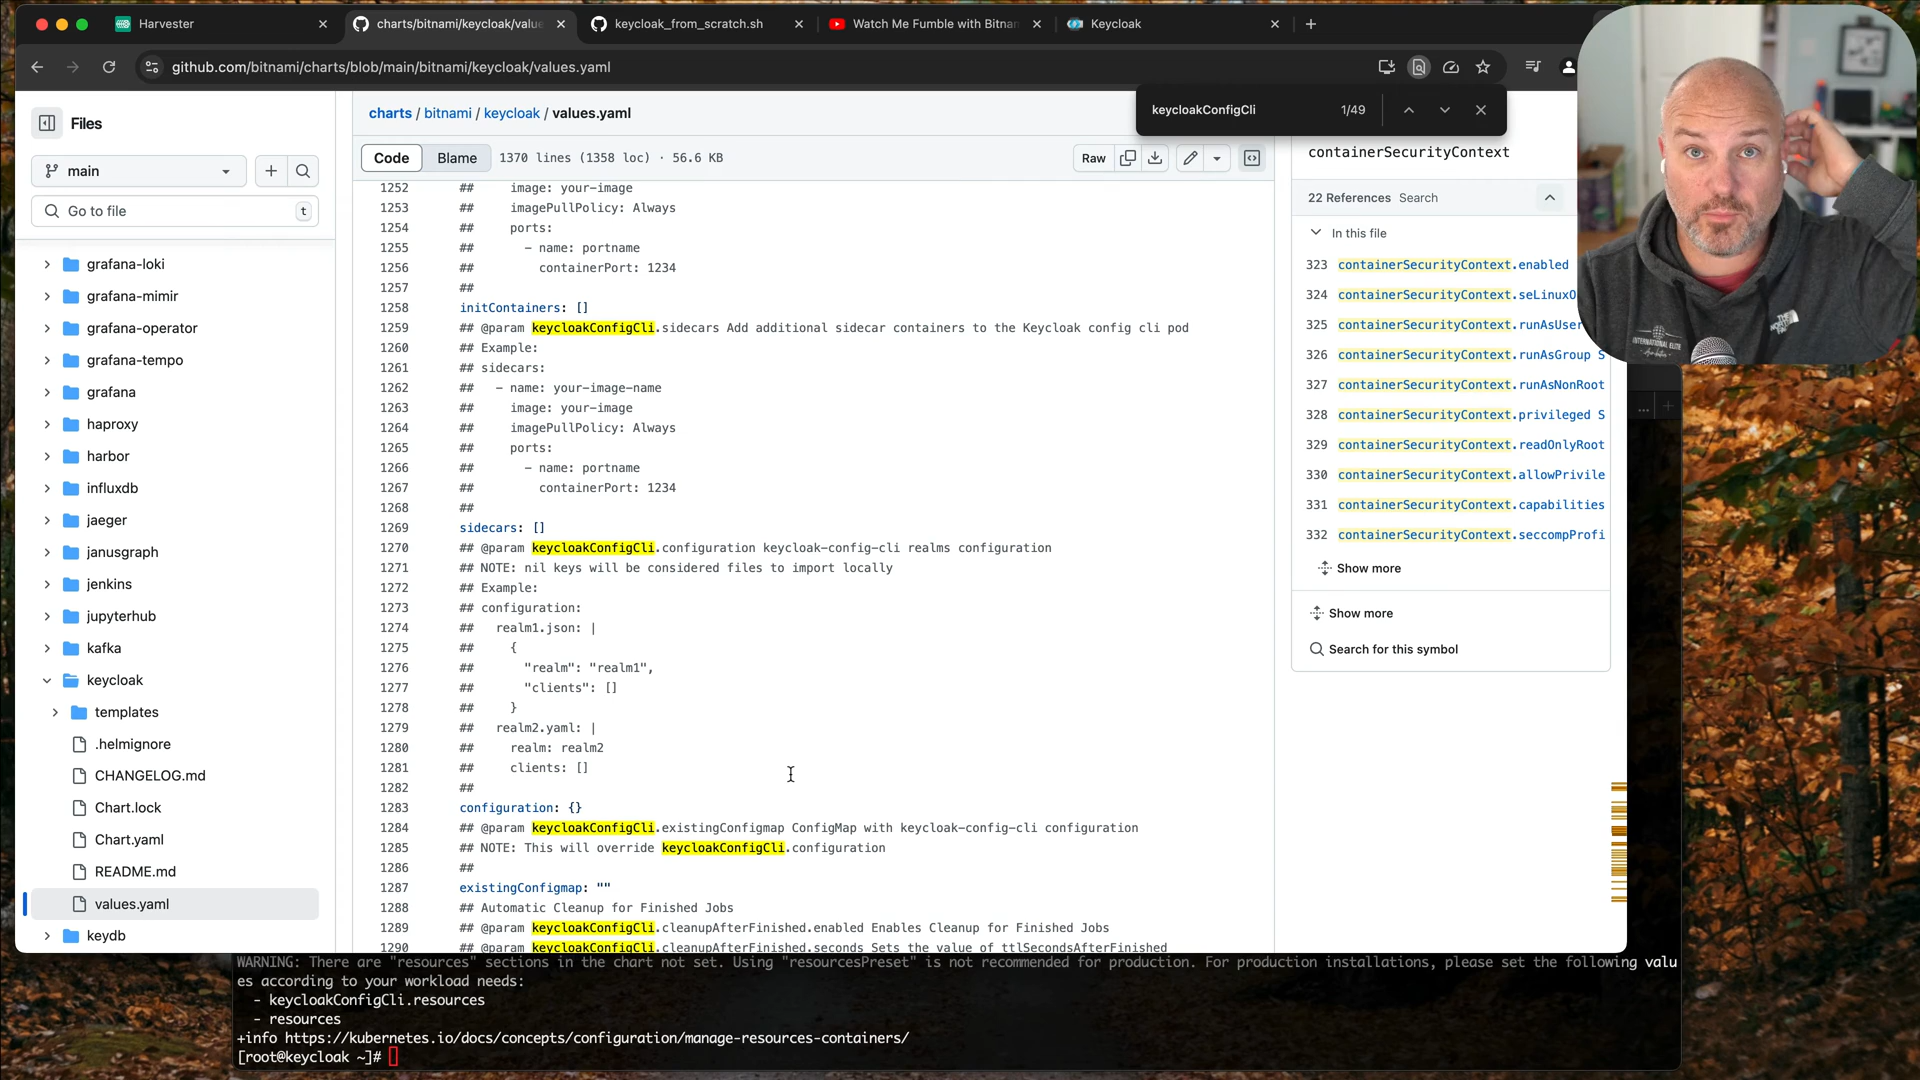 Harvester
charts/bitnami/keycloak/value
keycloak_from_scratch.sh
Watch Me Fumble with Bitnam
Keycloak
github.com/bitnami/charts/blob/main/bitnami/keycloak/values.yaml
keycloakConfigCli
1/49
Files
main
Go to file
t
grafana-loki
grafana-mimir
grafana-operator
grafana-tempo
grafana
haproxy
harbor
influxdb
jaeger
janusgraph
jenkins
jupyterhub
kafka
keycloak
templates
.helmignore
CHANGELOG.md
Chart.lock
Chart.yaml
README.md
values.yaml
keydb
charts / bitnami / keycloak / values.yaml
Code
Blame
1370 lines (1358 loc) · 56.6 KB
Raw
1252 ## image: your-image
1253 ## imagePullPolicy: Always
1254 ## ports:
1255 ## - name: portname
1256 ## containerPort: 1234
1257 ##
1258 initContainers: []
1259 ## @param keycloakConfigCli.sidecars Add additional sidecar containers to the Keycloak config cli pod
1260 ## Example:
1261 ## sidecars:
1262 ## - name: your-image-name
1263 ## image: your-image
1264 ## imagePullPolicy: Always
1265 ## ports:
1266 ## - name: portname
1267 ## containerPort: 1234
1268 ##
1269 sidecars: []
1270 ## @param keycloakConfigCli.configuration keycloak-config-cli realms configuration
1271 ## NOTE: nil keys will be considered files to import locally
1272 ## Example:
1273 ## configuration:
1274 ## realm1.json: |
1275 ## {
1276 ## "realm": "realm1",
1277 ## "clients": []
1278 ## }
1279 ## realm2.yaml: |
1280 ## realm: realm2
1281 ## clients: []
1282 ##
1283 configuration: {}
1284 ## @param keycloakConfigCli.existingConfigmap ConfigMap with keycloak-config-cli configuration
1285 ## NOTE: This will override keycloakConfigCli.configuration
1286 ##
1287 existingConfigmap: ""
1288 ## Automatic Cleanup for Finished Jobs
1289 ## @param keycloakConfigCli.cleanupAfterFinished.enabled Enables Cleanup for Finished Jobs
1290 ## @param keycloakConfigCli.cleanupAfterFinished.seconds Sets the value of ttlSecondsAfterFinished
containerSecurityContext
22 References Search
In this file
323 containerSecurityContext.enabled
324 containerSecurityContext.seLinuxO
325 containerSecurityContext.runAsUser
326 containerSecurityContext.runAsGroup S
327 containerSecurityContext.runAsNonRoot
328 containerSecurityContext.privileged S
329 containerSecurityContext.readOnlyRoot
330 containerSecurityContext.allowPrivile
331 containerSecurityContext.capabilities
332 containerSecurityContext.seccompProfi
Show more
Show more
Search for this symbol
INTERNATIONAL ELITE
THE NORTH FACE
WARNING: There are "resources" sections in the chart not set. Using "resourcesPreset" is not recommended for production. For production installations, please set the following valu
es according to your workload needs:
- keycloakConfigCli.resources
- resources
+info https://kubernetes.io/docs/concepts/configuration/manage-resources-containers/
[root@keycloak ~]#